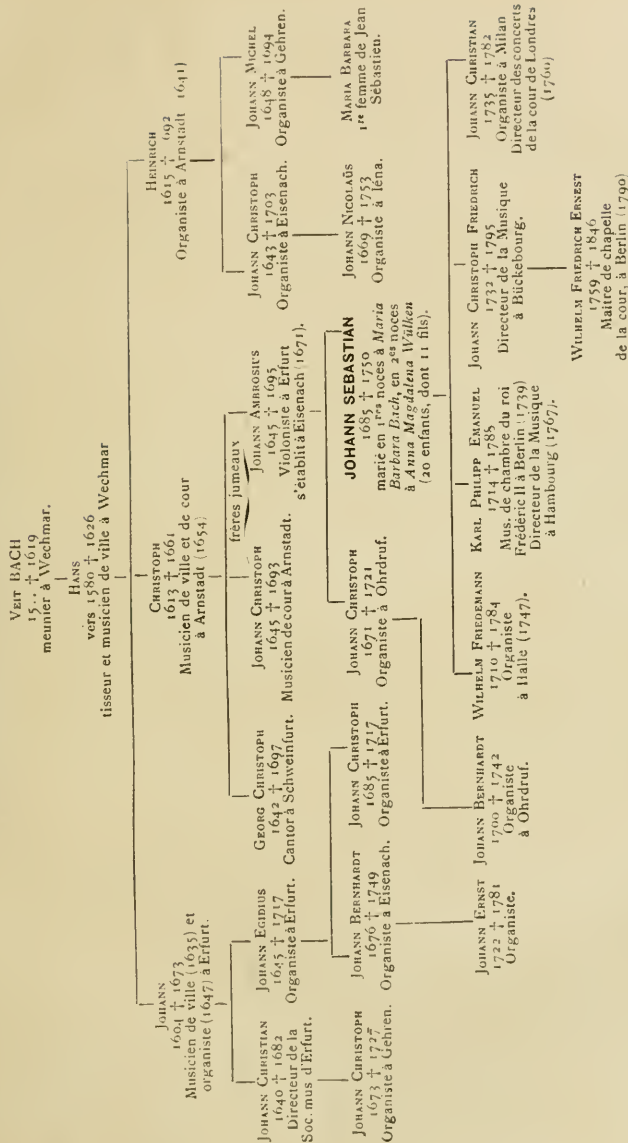 VEIT BACH
15.. † 1619
meunier à Wechmar.
HANS
vers 1580 † 1626
tisseur et musicien de ville à Wechmar
JOHANN
1604 † 1673
Musicien de ville (1635) et
organiste (1647) à Erfurt.
CHRISTOPH
1613 † 1661
Musicien de ville et de cour
à Arnstadt (1654)
HEINRICH
1615 † 692
Organiste à Arnstadt 1641)
JOHANN CHRISTIAN
1640 † 1682
Directeur de la
Soc. mus d'Erfurt.
JOHANN EGIDIUS
1645 † 1717
Organiste à Erfurt.
GEORG CHRISTOPH
1642 † 1697
Cantor à Schweinfurt.
frères jumeaux
JOHANN CHRISTOPH
1645 † 1693
Musicien de cour à Arnstadt.
JOHANN AMBROSIUS
1645 † 1695
Violoniste à Erfurt
s'établit à Eisenach (1671).
JOHANN CHRISTOPH
1643 † 1703
Organiste à Eisenach.
JOHANN MICHEL
1648 † 1694
Organiste à Gehren.
JOHANN CHRISTOPH
1673 † 1727
Organiste à Gehren.
JOHANN BERNHARDT
1676 † 1749
Organiste à Eisenach.
JOHANN CHRISTOPH
1685 † 1717
Organiste à Erfurt.
JOHANN CHRISTOPH
1671 † 1721
Organiste à Ohrdruf.
JOHANN SEBASTIAN
1685 † 1750
marié en 1res noces à Maria
Barbara Bach, en 2es noces
à Anna Magdalena Wülken
(20 enfants, dont 11 fils).
JOHANN NICOLAÜS
1669 † 1753
Organiste à Iéna.
MARIA BARBARA
1re femme de Jean
Sébastien.
JOHANN ERNST
1722 † 1781
Organiste.
JOHANN BERNHARDT
1700 † 1742
Organiste
à Ohrdruf.
WILHELM FRIEDEMANN
1710 † 1784
Organiste
à Halle (1747).
KARL PHILIPP EMANUEL
1714 † 1785
Mus. de chambre du roi
Frédéric II à Berlin (1739)
Directeur de la Musique
à Hambourg (1767).
JOHANN CHRISTOPH FRIEDRICH
1732 † 1795
Directeur de la Musique
à Bückebourg.
JOHANN CHRISTIAN
1735 † 1782
Organiste à Milan
Directeur des concerts
de la cour de Londres
(1760)
WILHELM FRIEDRICH ERNEST
1759 † 1846
Maître de chapelle
de la cour, à Berlin (1790)